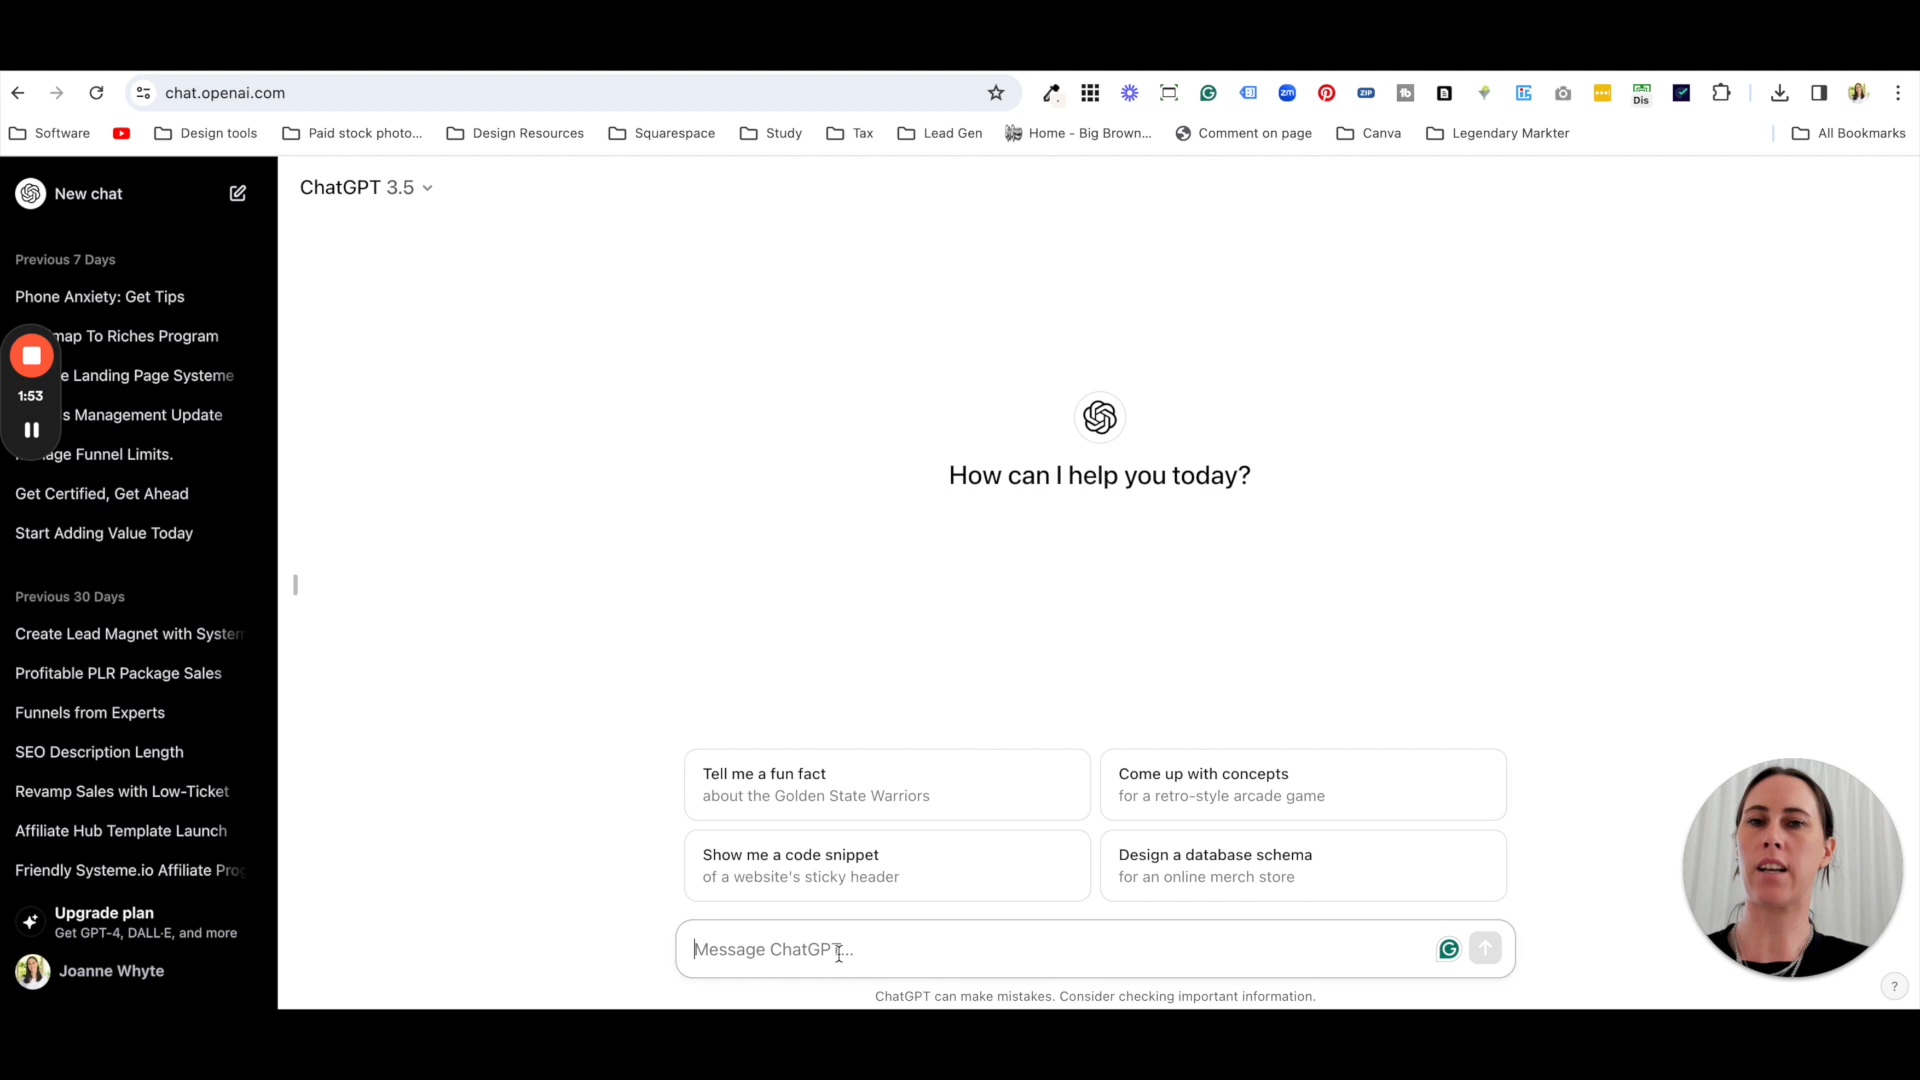 chat.openai.com
zm
ZIP
tb
Dis
Software
Design tools
Paid stock photo...
Design Resources
Squarespace
Study
Tax
Lead Gen
Home - Big Brown...
Comment on page
Canva
Legendary Markter
All Bookmarks
New chat
ChatGPT 3.5
Previous 7 Days
Phone Anxiety: Get Tips
map To Riches Program
e Landing Page Systeme
1:53
s Management Update
age Funnel Limits.
Get Certified, Get Ahead
Start Adding Value Today
Previous 30 Days
Create Lead Magnet with System
Profitable PLR Package Sales
Funnels from Experts
SEO Description Length
Revamp Sales with Low-Ticket
Affiliate Hub Template Launch
Friendly Systeme.io Affiliate Prog
Upgrade plan
Get GPT-4, DALL·E, and more
Joanne Whyte
How can I help you today?
Tell me a fun fact
about the Golden State Warriors
Come up with concepts
for a retro-style arcade game
Show me a code snippet
of a website's sticky header
Design a database schema
for an online merch store
Message ChatGPT...
ChatGPT can make mistakes. Consider checking important information.
?